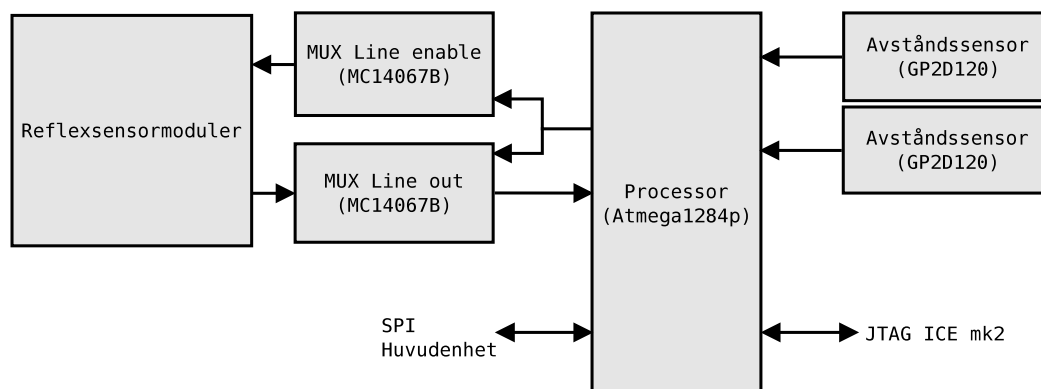 Reflexsensormoduler
MUX Line enable
(MC14067B)
MUX Line out
(MC14067B)
Processor
(Atmega1284p)
Avståndssensor
(GP2D120)
Avståndssensor
(GP2D120)
SPI
Huvudenhet
JTAG ICE mk2